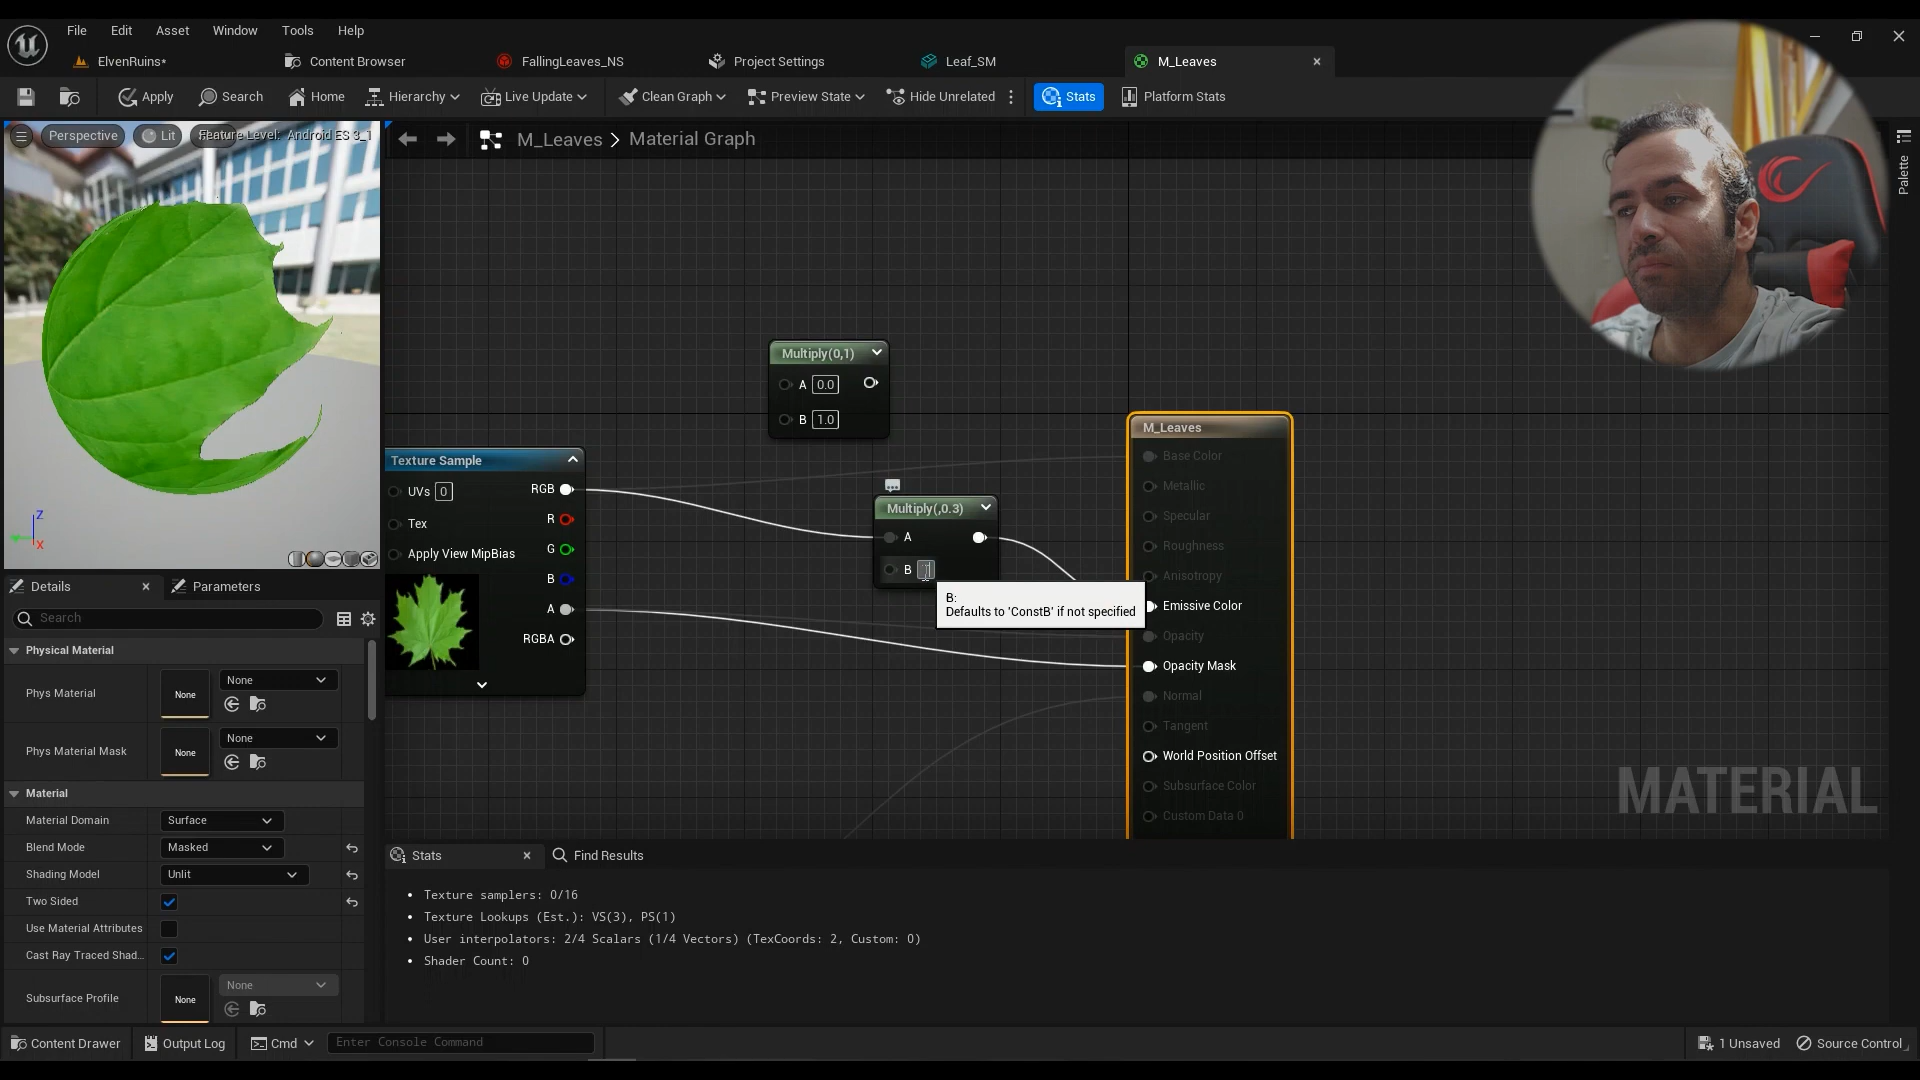 File Edit Asset Window Tools Help
ElvenRuins* Content Browser FallingLeaves_NS Project Settings Leaf_SM M_Leaves
Apply Search Home Hierarchy Live Update Clean Graph Preview State Hide Unrelated Stats Platform Stats
Perspective Lit Feature Level: Android ES 3_1
M_Leaves > Material Graph
Palette
Multiply(0,1)
A 0.0
B 1.0
Texture Sample
UVs 0 RGB
R
Tex
G
Apply View MipBias
B
A
RGBA
Multiply(,0.3)
A
B
B:
Defaults to 'ConstB' if not specified
M_Leaves
Base Color
Metallic
Specular
Roughness
Anisotropy
Emissive Color
Opacity
Opacity Mask
Normal
Tangent
World Position Offset
Subsurface Color
Custom Data 0
MATERIAL
Z
X
Details Parameters
Search
Physical Material
Phys Material None None
Phys Material Mask None None
Material
Material Domain Surface
Blend Mode Masked
Shading Model Unlit
Two Sided
Use Material Attributes
Cast Ray Traced Shad...
Subsurface Profile None None
Stats Find Results
• Texture samplers: 0/16
• Texture Lookups (Est.): VS(3), PS(1)
• User interpolators: 2/4 Scalars (1/4 Vectors) (TexCoords: 2, Custom: 0)
• Shader Count: 0
Content Drawer Output Log Cmd Enter Console Command 1 Unsaved Source Control